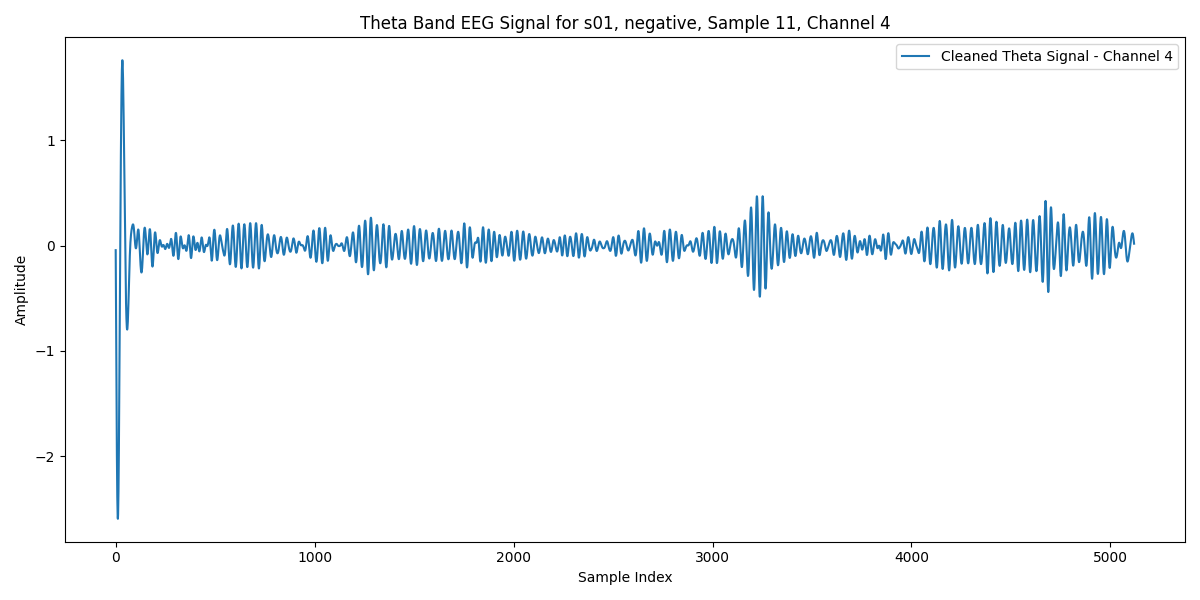 Theta Band EEG Signal for s01, negative, Sample 11, Channel 4
Cleaned Theta Signal - Channel 4
Amplitude
1
0
−1
−2
0 1000 2000 3000 4000 5000
Sample Index